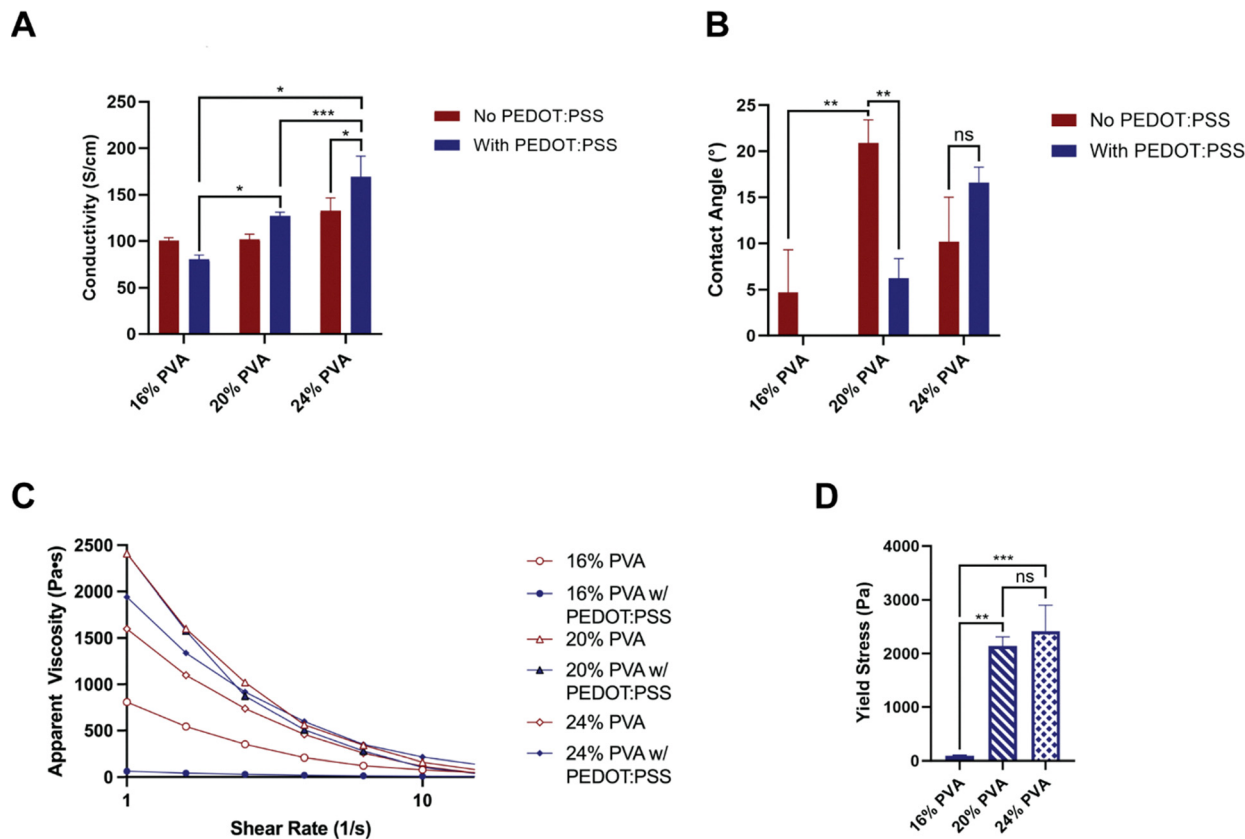 A
Conductivity (S/cm)
250
200
150
100
50
0
*
***
*
*
16% PVA
20% PVA
24% PVA
No PEDOT:PSS
With PEDOT:PSS
B
Contact Angle (°)
25
20
15
10
5
0
**
**
ns
16% PVA
20% PVA
24% PVA
No PEDOT:PSS
With PEDOT:PSS
C
Apparent Viscosity (Pa•s)
2500
2000
1500
1000
500
0
1
10
Shear Rate (1/s)
16% PVA
16% PVA w/
PEDOT:PSS
20% PVA
20% PVA w/
PEDOT:PSS
24% PVA
24% PVA w/
PEDOT:PSS
D
Yield Stress (Pa)
4000
3000
2000
1000
0
***
ns
**
16% PVA
20% PVA
24% PVA